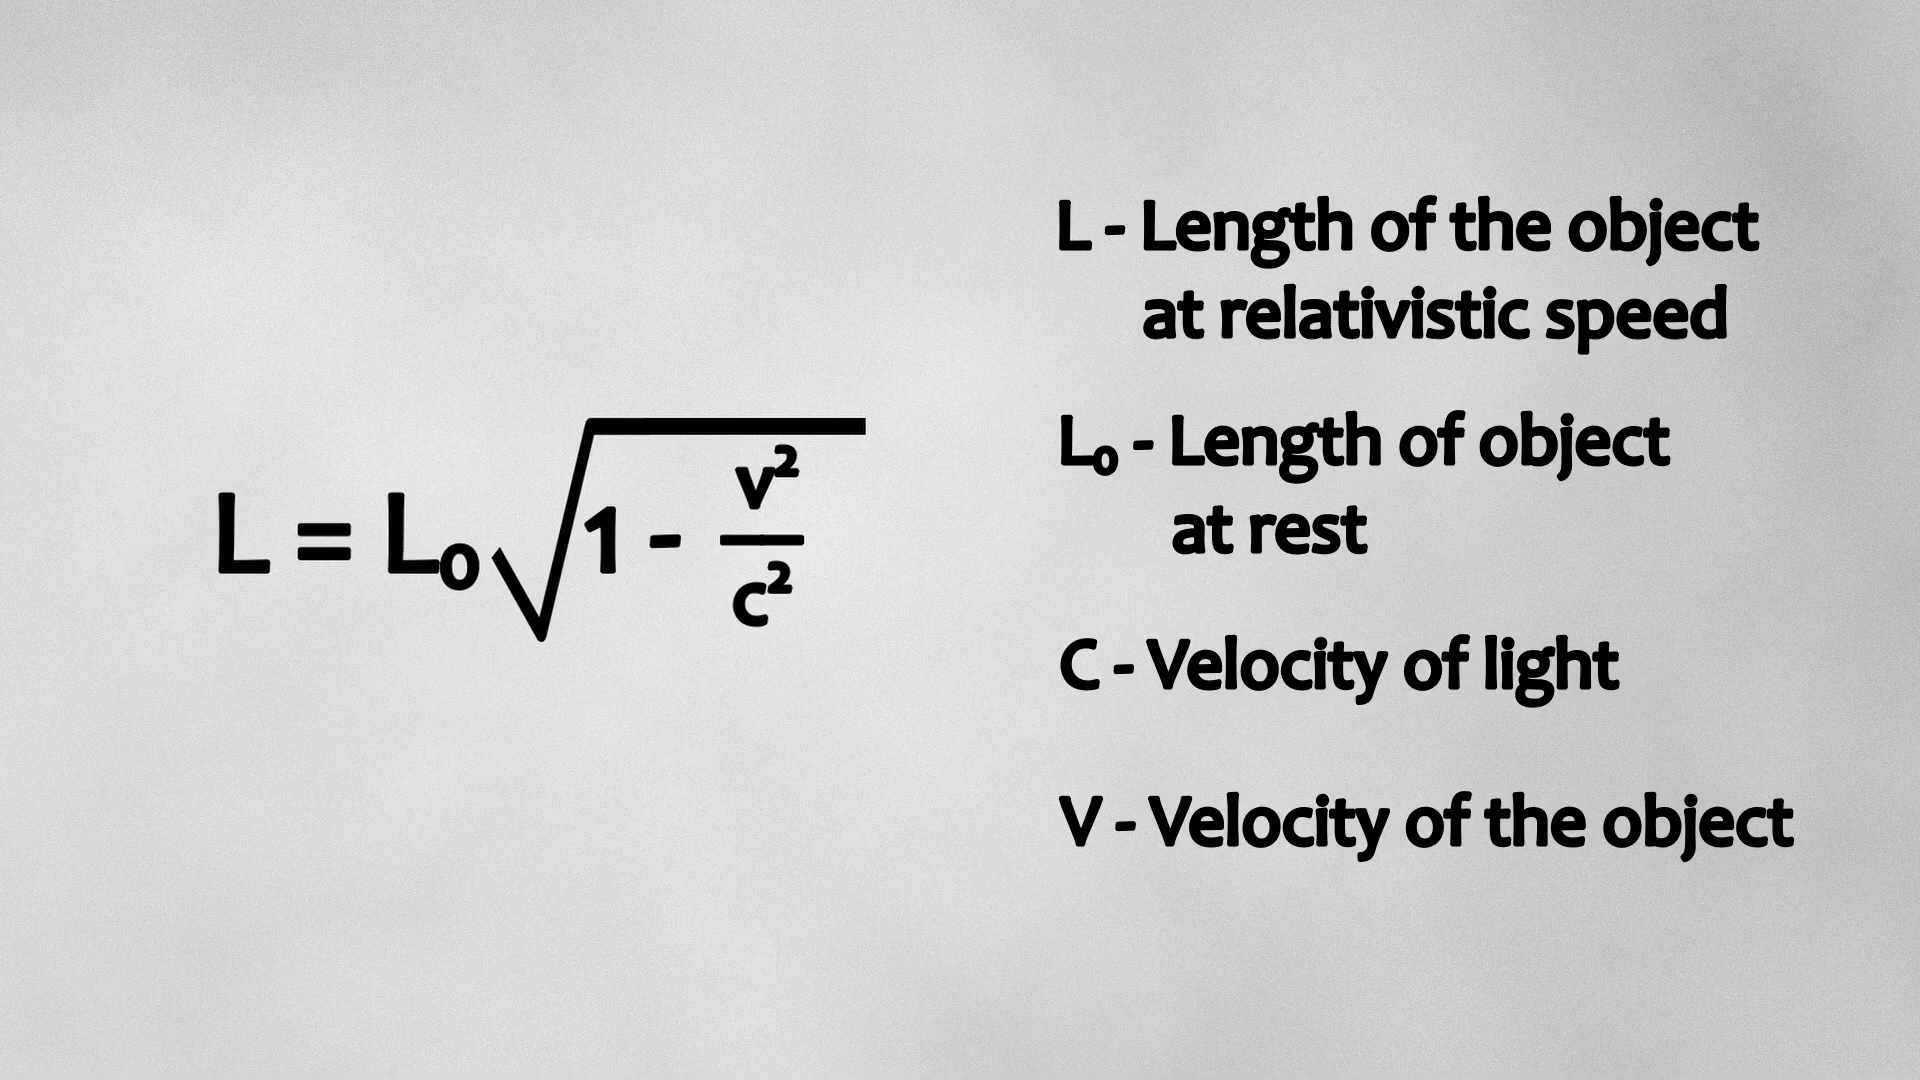 L = L₀√1 - v²/c²
L - Length of the object
at relativistic speed
L₀ - Length of object
at rest
C - Velocity of light
V - Velocity of the object